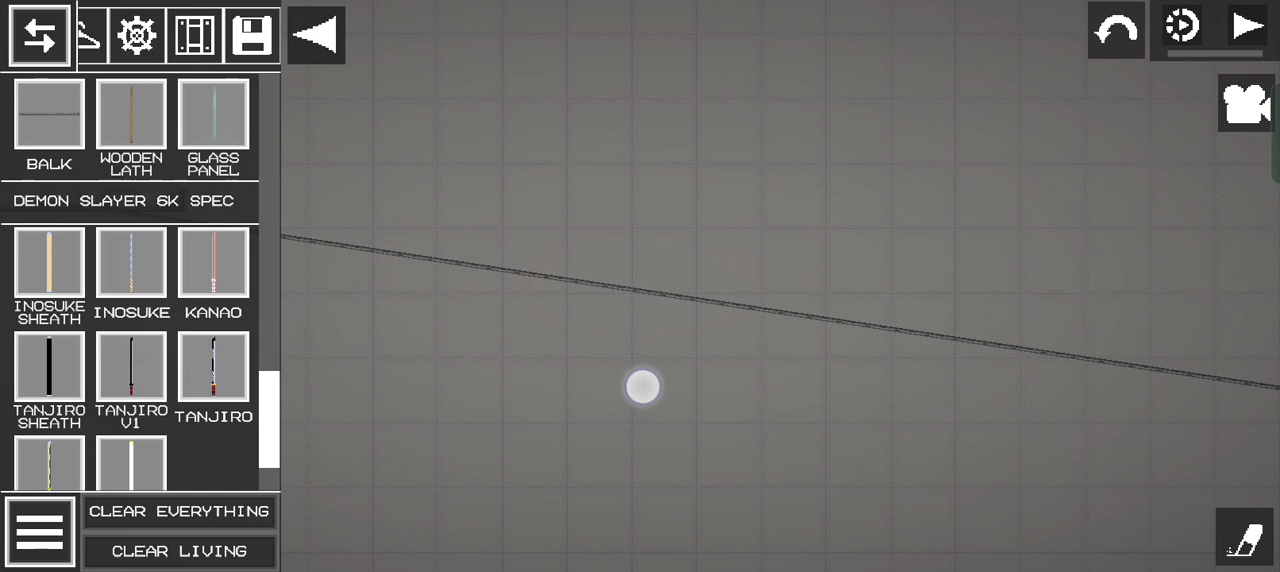 BALK
WOODEN LATH
GLASS PANEL
DEMON SLAYER 6K SPEC
INOSUKE SHEATH
INOSUKE
KANAO
TANJIRO SHEATH
TANJIRO V1
TANJIRO
CLEAR EVERYTHING
CLEAR LIVING